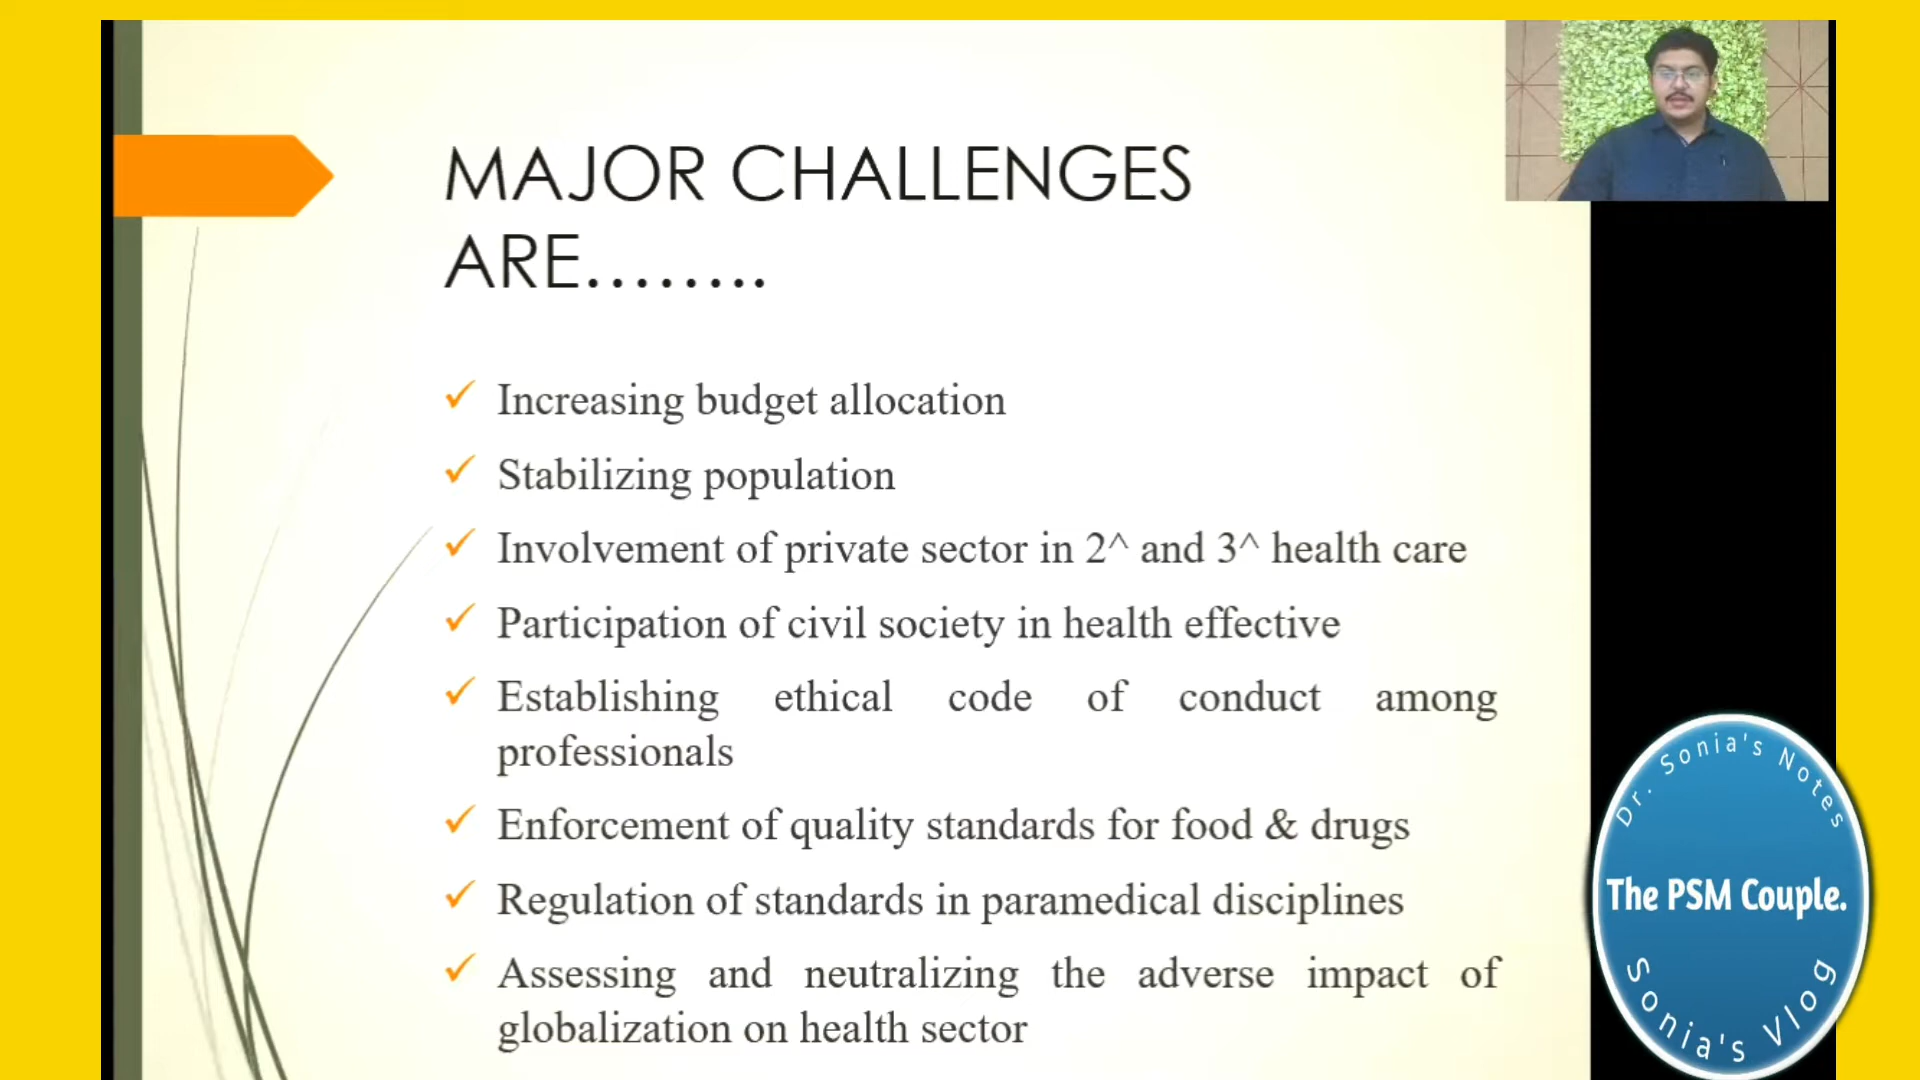 MAJOR CHALLENGES
ARE........
✓ Increasing budget allocation
✓ Stabilizing population
✓ Involvement of private sector in 2^ and 3^ health care
✓ Participation of civil society in health effective
✓ Establishing ethical code of conduct among
professionals
✓ Enforcement of quality standards for food & drugs
✓ Regulation of standards in paramedical disciplines
✓ Assessing and neutralizing the adverse impact of
globalization on health sector
Dr. Sonia's Notes
The PSM Couple.
Sonia's Vlog